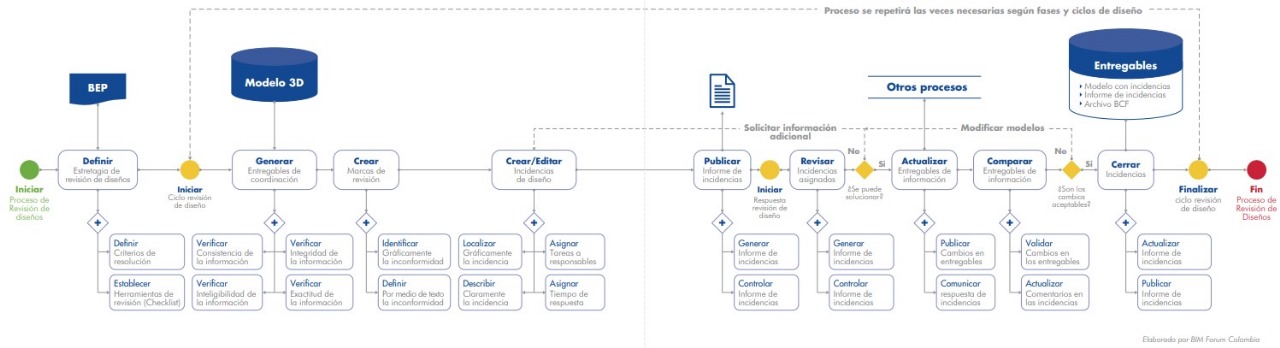 Proceso se repetirá las veces necesarias según fases y ciclos de diseño
BEP
Modelo 3D
Otros procesos
Entregables
Modelo con incidencias
Informe de incidencias
Archivo BCF
Solicitar información
adicional
Modificar modelos
Iniciar
Proceso de
Revisión de
diseños
Definir
Estrategia de
revisión de diseños
Iniciar
Ciclo revisión
de diseño
Generar
Entregables de
coordinación
Crear
Marcas de
revisión
Crear/Editar
Incidencias
de diseño
Publicar
Informe de
incidencias
Iniciar
Respuesta
revisión de
diseño
Revisar
Incidencias
asignadas
No
Si
¿Se puede
solucionar?
Actualizar
Entregables de
información
Comparar
Entregables de
información
No
Si
¿Son los
cambios
aceptables?
Cerrar
Incidencias
Finalizar
ciclo revisión
de diseño
Fin
Proceso de
Revisión de
Diseños
Definir
Criterios de
resolución
Establecer
Herramientas de
revisión (Checklist)
Verificar
Consistencia de
la información
Verificar
Integridad de
la información
Verificar
Inteligibilidad de
la información
Verificar
Exactitud de
la información
Identificar
Gráficamente
la inconformidad
Definir
Por medio de texto
la inconformidad
Localizar
Gráficamente
la incidencia
Asignar
Tareas a
responsables
Describir
Claramente
la incidencia
Asignar
Tiempo de
respuesta
Generar
Informe de
incidencias
Controlar
Informe de
incidencias
Generar
Informe de
incidencias
Controlar
Informe de
incidencias
Publicar
Cambios en
entregables
Comunicar
respuesta de
incidencias
Validar
Cambios en
los entregables
Actualizar
Comentarios en
las incidencias
Actualizar
Informe de
incidencias
Publicar
Informe de
incidencias
Elaborado por BIM Forum Colombia